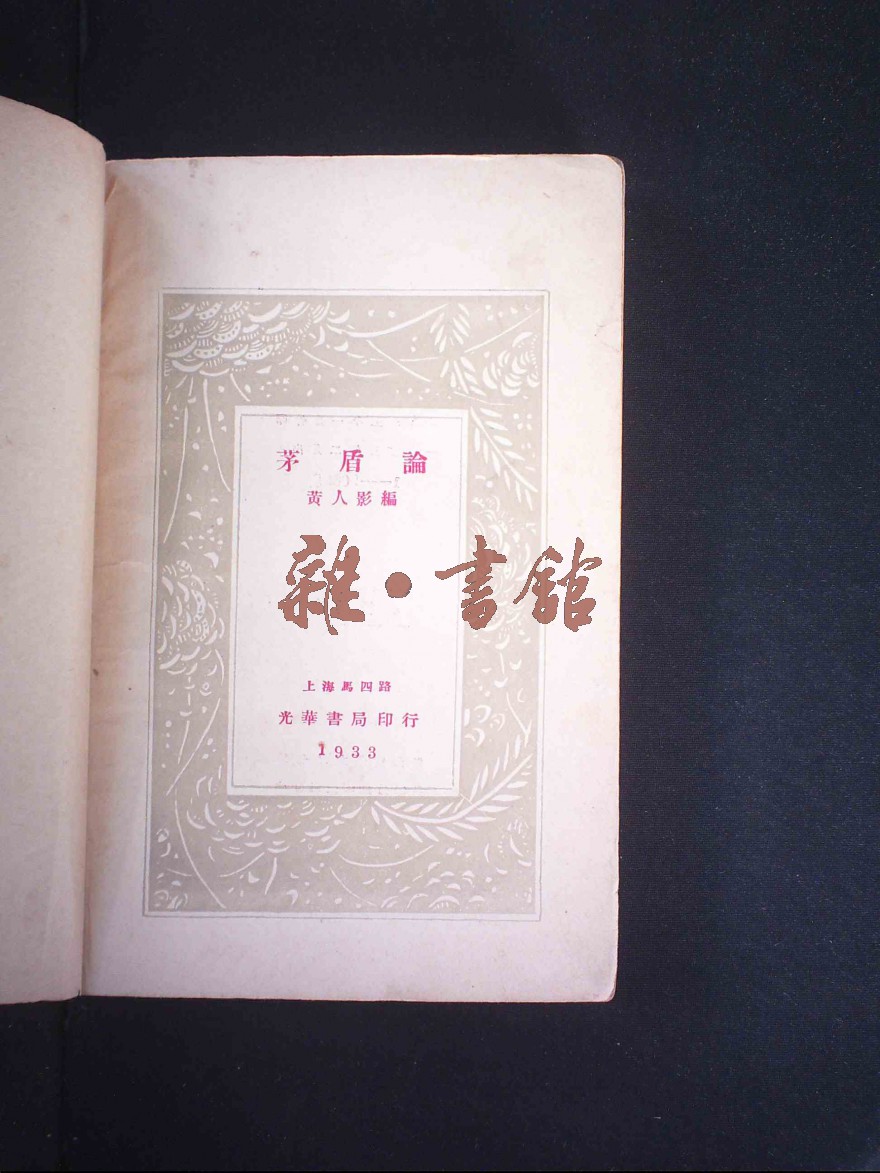 茅盾論
黄人影編
雜·書館
上海馬四路
光華書局印行
1933